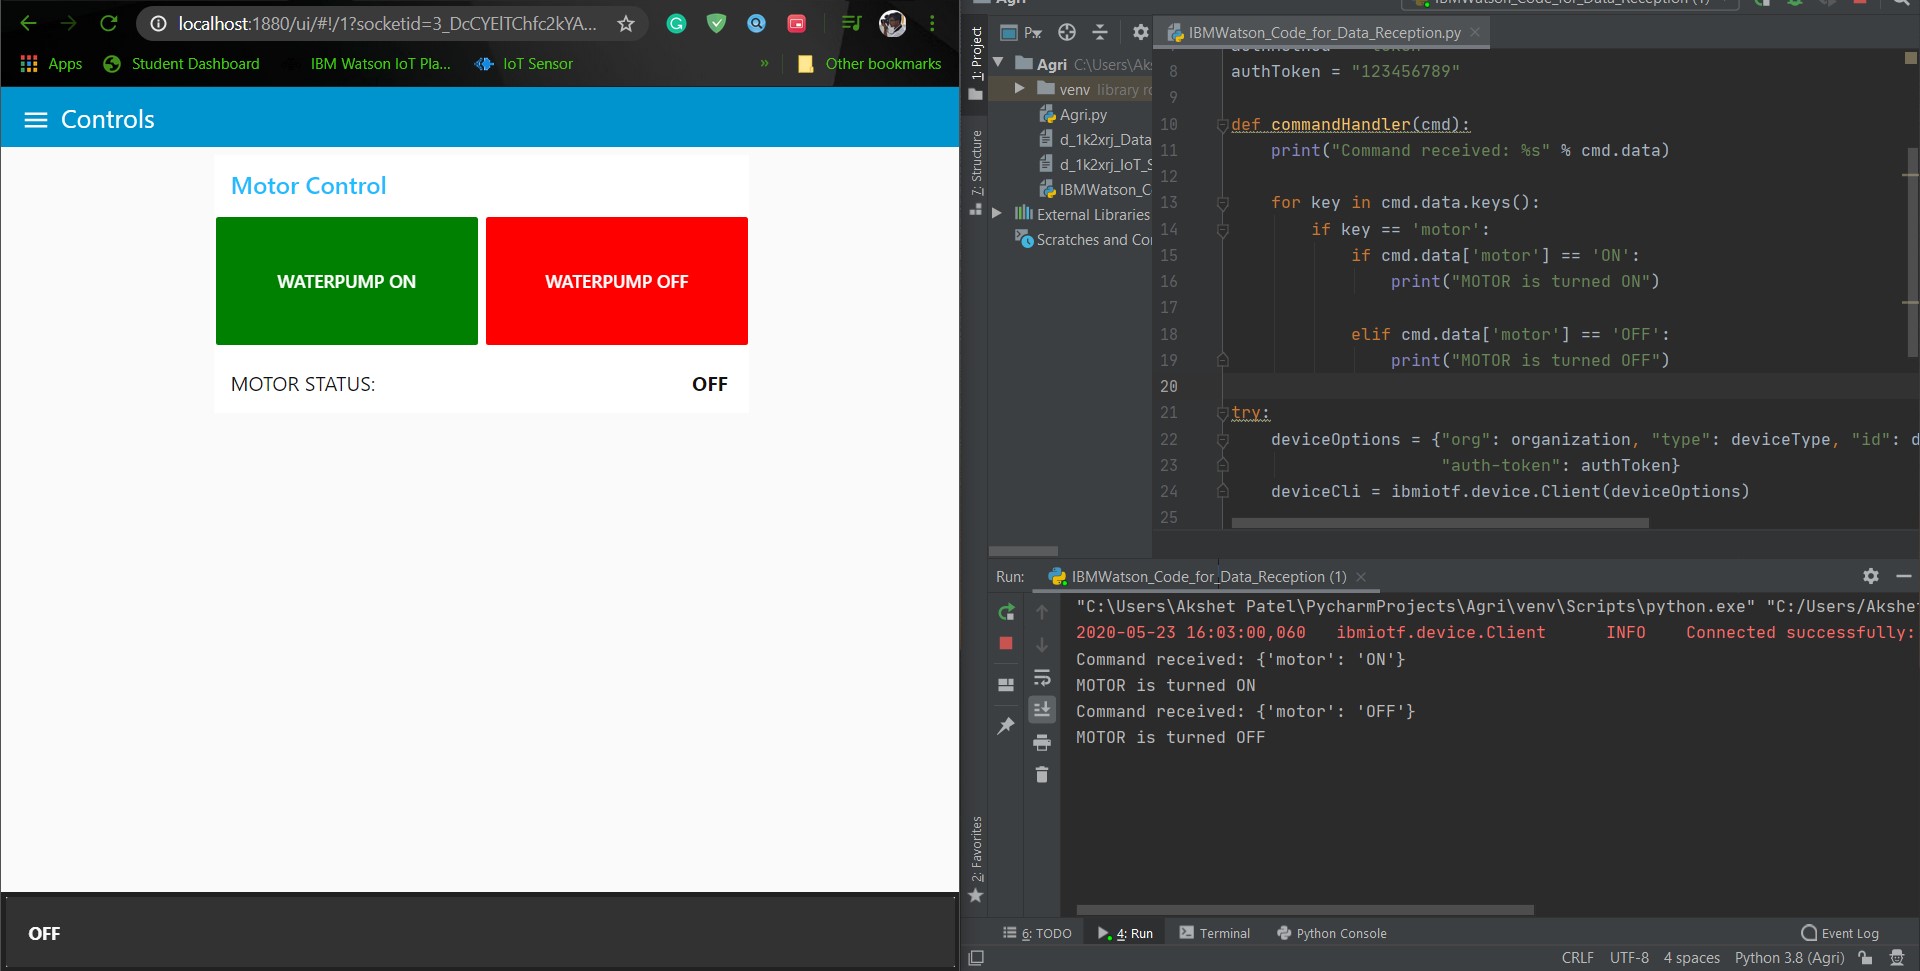 localhost:1880/ui/#!/1?socketid=3_DcCYElTChfc2kYA...
Apps Student Dashboard IBM Watson IoT Pla... IoT Sensor » Other bookmarks
Controls
Motor Control
WATERPUMP ON WATERPUMP OFF
MOTOR STATUS: OFF
OFF
Agri
IBMWatson_Code_for_Data_Reception (1)
P...
IBMWatson_Code_for_Data_Reception.py
1: Project
7: Structure
2: Favorites
Agri C:\Users\Aks
venv library ro
Agri.py
d_1k2xrj_Data
d_1k2xrj_IoT_S
IBMWatson_C
External Libraries
Scratches and Co
8 authToken = "123456789"
9
10 def commandHandler(cmd):
11 print("Command received: %s" % cmd.data)
12
13 for key in cmd.data.keys():
14 if key == 'motor':
15 if cmd.data['motor'] == 'ON':
16 print("MOTOR is turned ON")
17
18 elif cmd.data['motor'] == 'OFF':
19 print("MOTOR is turned OFF")
20
21 try:
22 deviceOptions = {"org": organization, "type": deviceType, "id": d
23 "auth-token": authToken}
24 deviceCli = ibmiotf.device.Client(deviceOptions)
25
Run: IBMWatson_Code_for_Data_Reception (1)
"C:\Users\Akshet Patel\PycharmProjects\Agri\venv\Scripts\python.exe" "C:/Users/Akshe
2020-05-23 16:03:00,060 ibmiotf.device.Client INFO Connected successfully:
Command received: {'motor': 'ON'}
MOTOR is turned ON
Command received: {'motor': 'OFF'}
MOTOR is turned OFF
6: TODO 4: Run Terminal Python Console Event Log
CRLF UTF-8 4 spaces Python 3.8 (Agri)